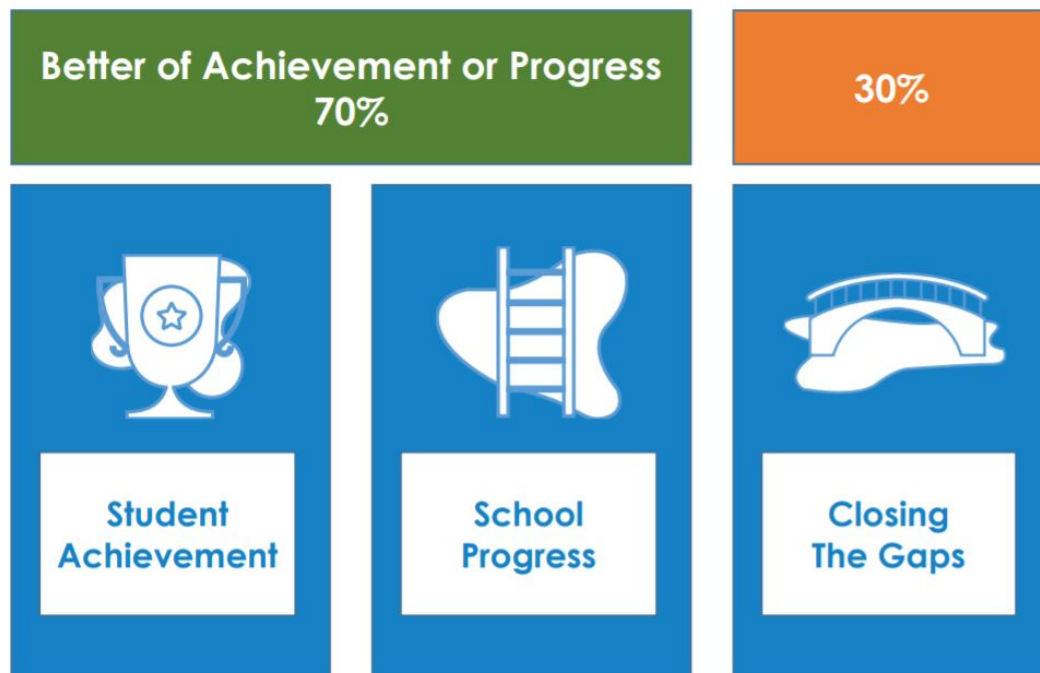 Better of Achievement or Progress
70%
30%
Student
Achievement
School
Progress
Closing
The Gaps